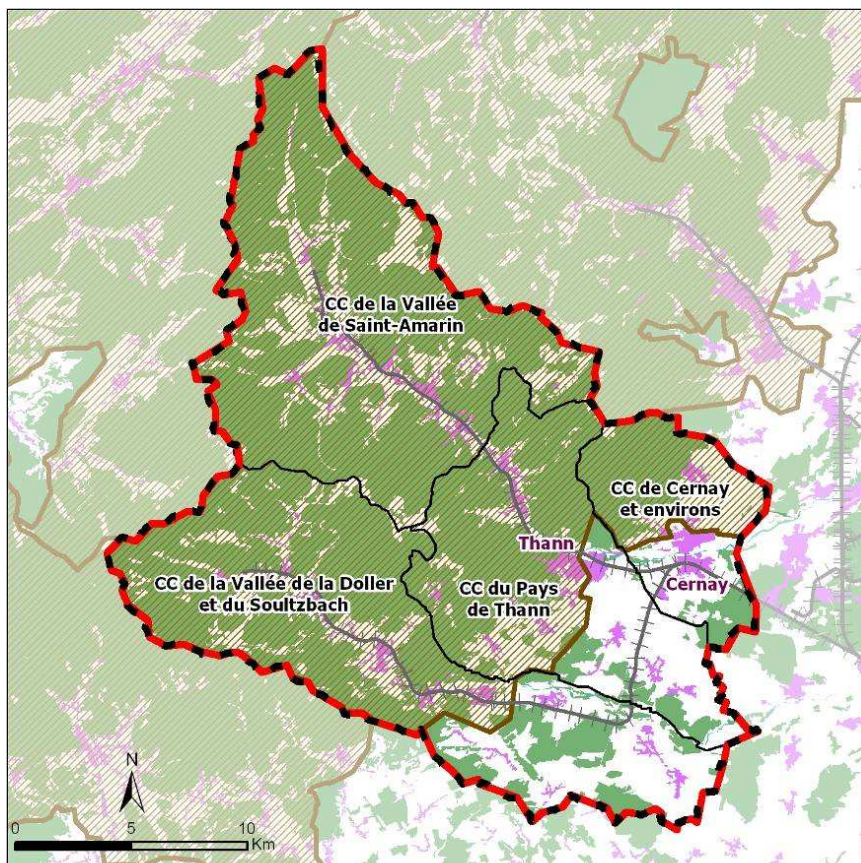 CC de la Vallée
de Saint-Amarin
CC de Cernay
et environs
Thann
CC de la Vallée de la Doller
et du Soultzbach
CC du Pays
de Thann
Cernay
N
0 5 10
Km